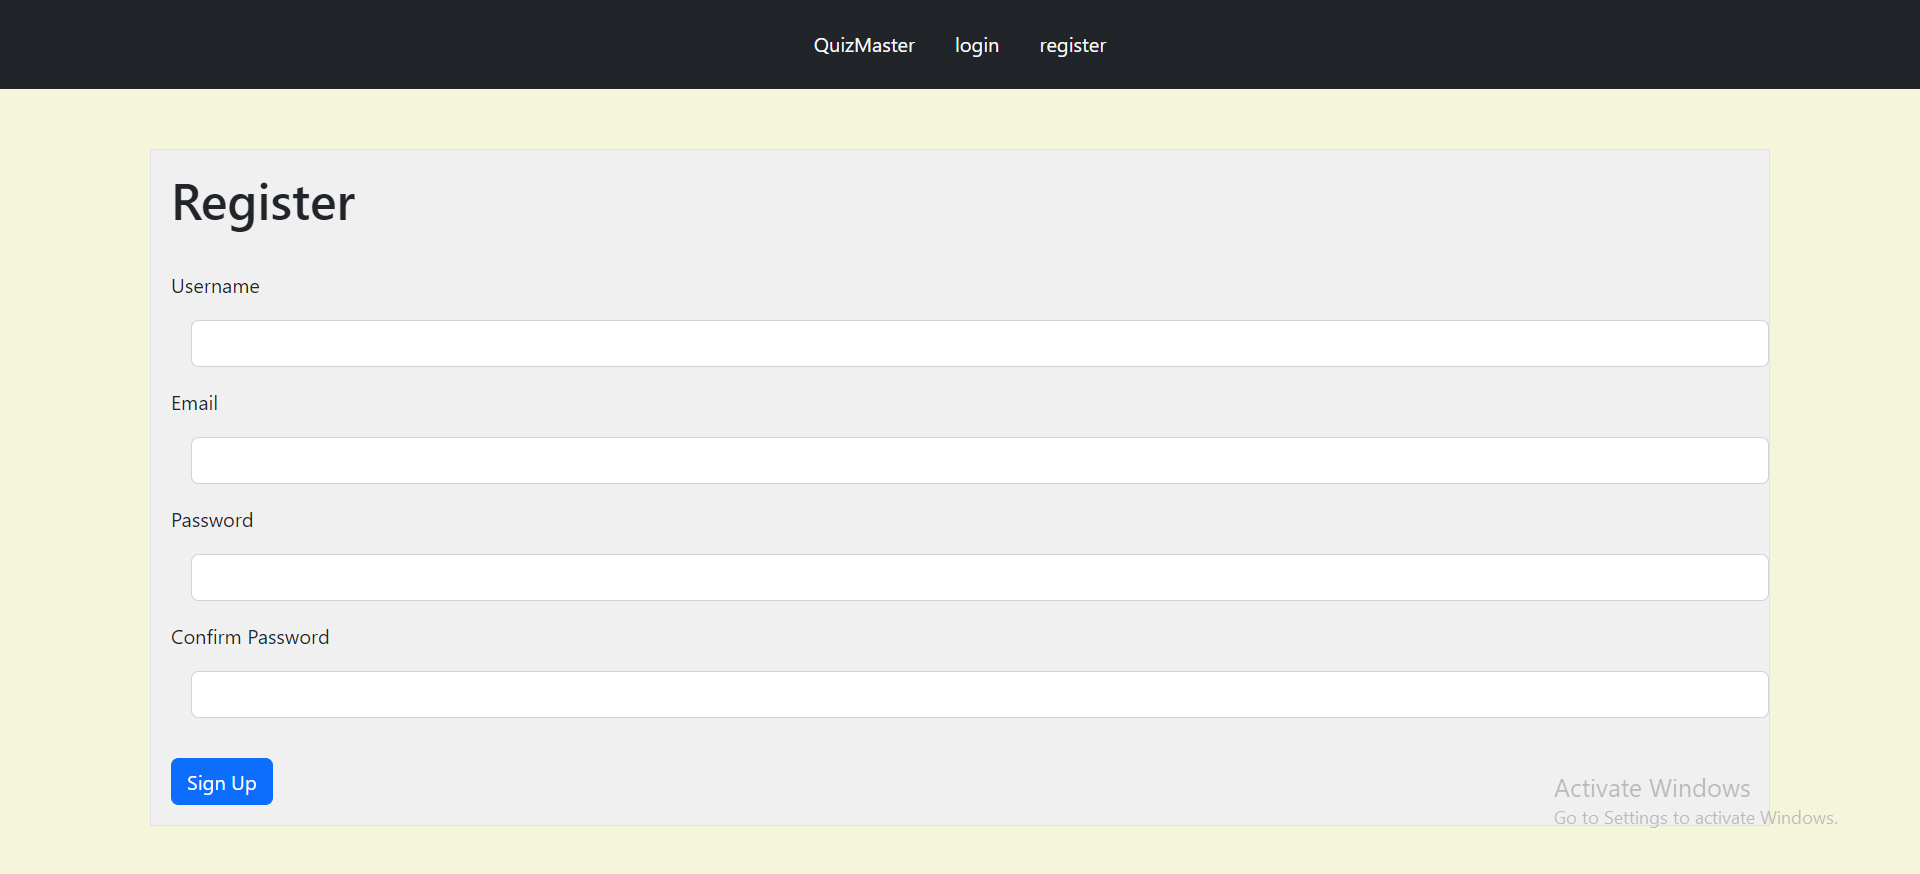 QuizMaster login register
Register
Username
Email
Password
Confirm Password
Sign Up
Activate Windows
Go to Settings to activate Windows.